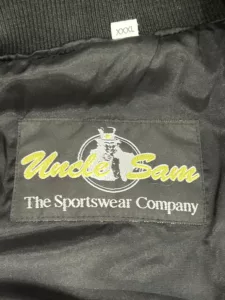 XXXL
Uncle Sam
The Sportswear Company